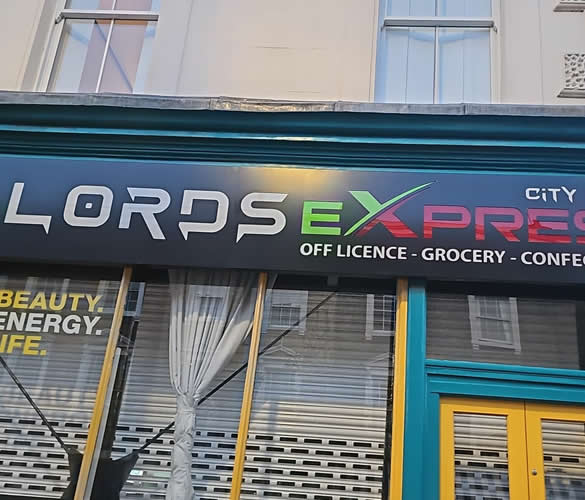 LORDS EXPRES
CiTY
OFF LICENCE - GROCERY - CONFEC
BEAUTY.
ENERGY.
IFE.